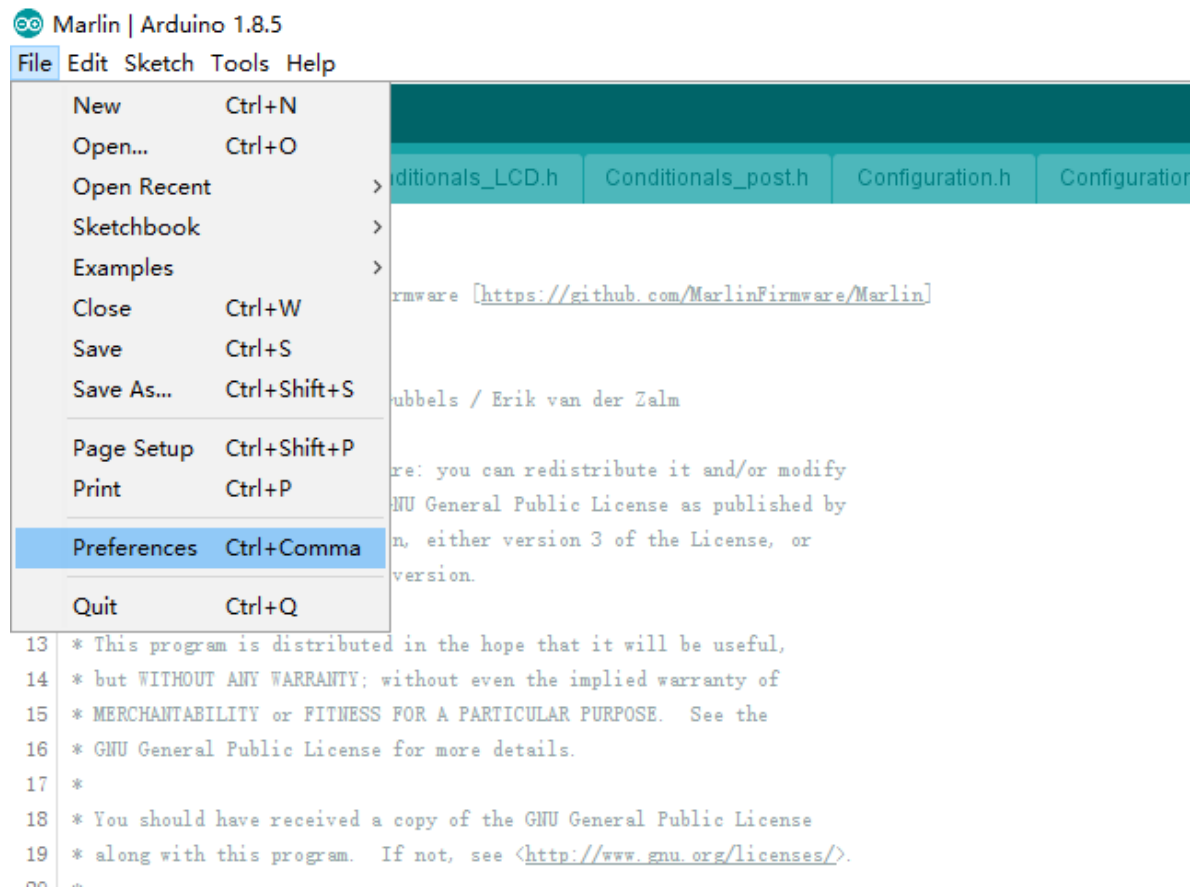 Marlin | Arduino 1.8.5
File Edit Sketch Tools Help
New Ctrl+N
Open... Ctrl+O
Open Recent
Sketchbook
Examples
Close Ctrl+W
Save Ctrl+S
Save As... Ctrl+Shift+S
Page Setup Ctrl+Shift+P
Print Ctrl+P
Preferences Ctrl+Comma
Quit Ctrl+Q
ditionals_LCD.h Conditionals_post.h Configuration.h Configuration
rmware [https://github.com/MarlinFirmware/Marlin]
ubbels / Erik van der Zalm
re: you can redistribute it and/or modify
NU General Public License as published by
n, either version 3 of the License, or
version.
13 * This program is distributed in the hope that it will be useful,
14 * but WITHOUT ANY WARRANTY; without even the implied warranty of
15 * MERCHANTABILITY or FITNESS FOR A PARTICULAR PURPOSE. See the
16 * GNU General Public License for more details.
17 *
18 * You should have received a copy of the GNU General Public License
19 * along with this program. If not, see <http://www.gnu.org/licenses/>.